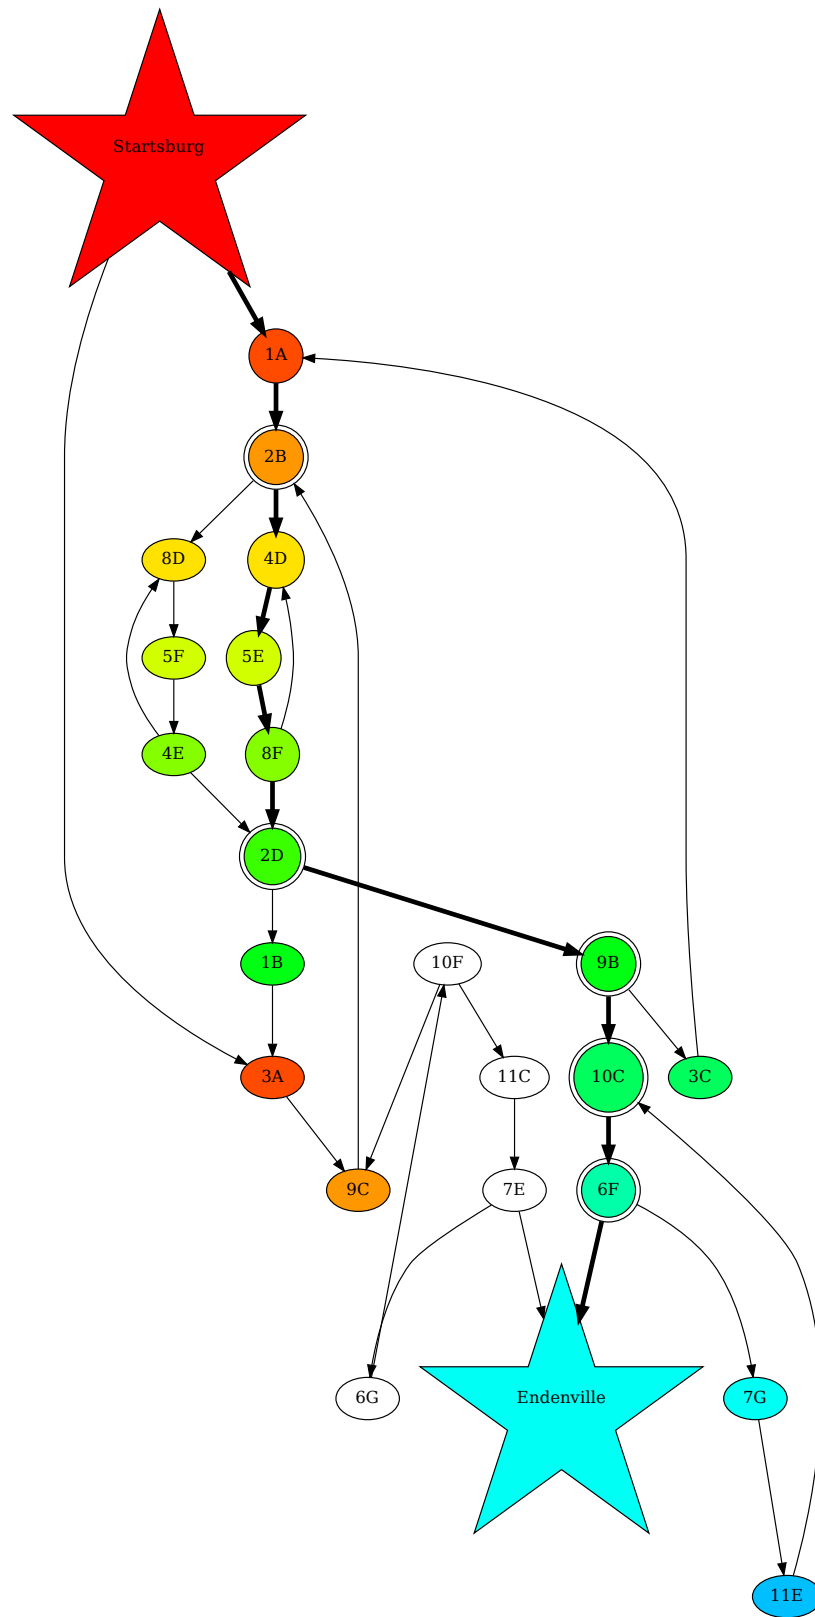 Startsburg
1A
2B
8D
4D
5F
5E
4E
8F
2D
1B
10F
9B
3A
11C
10C
3C
9C
7E
6F
6G
Endenville
7G
11E